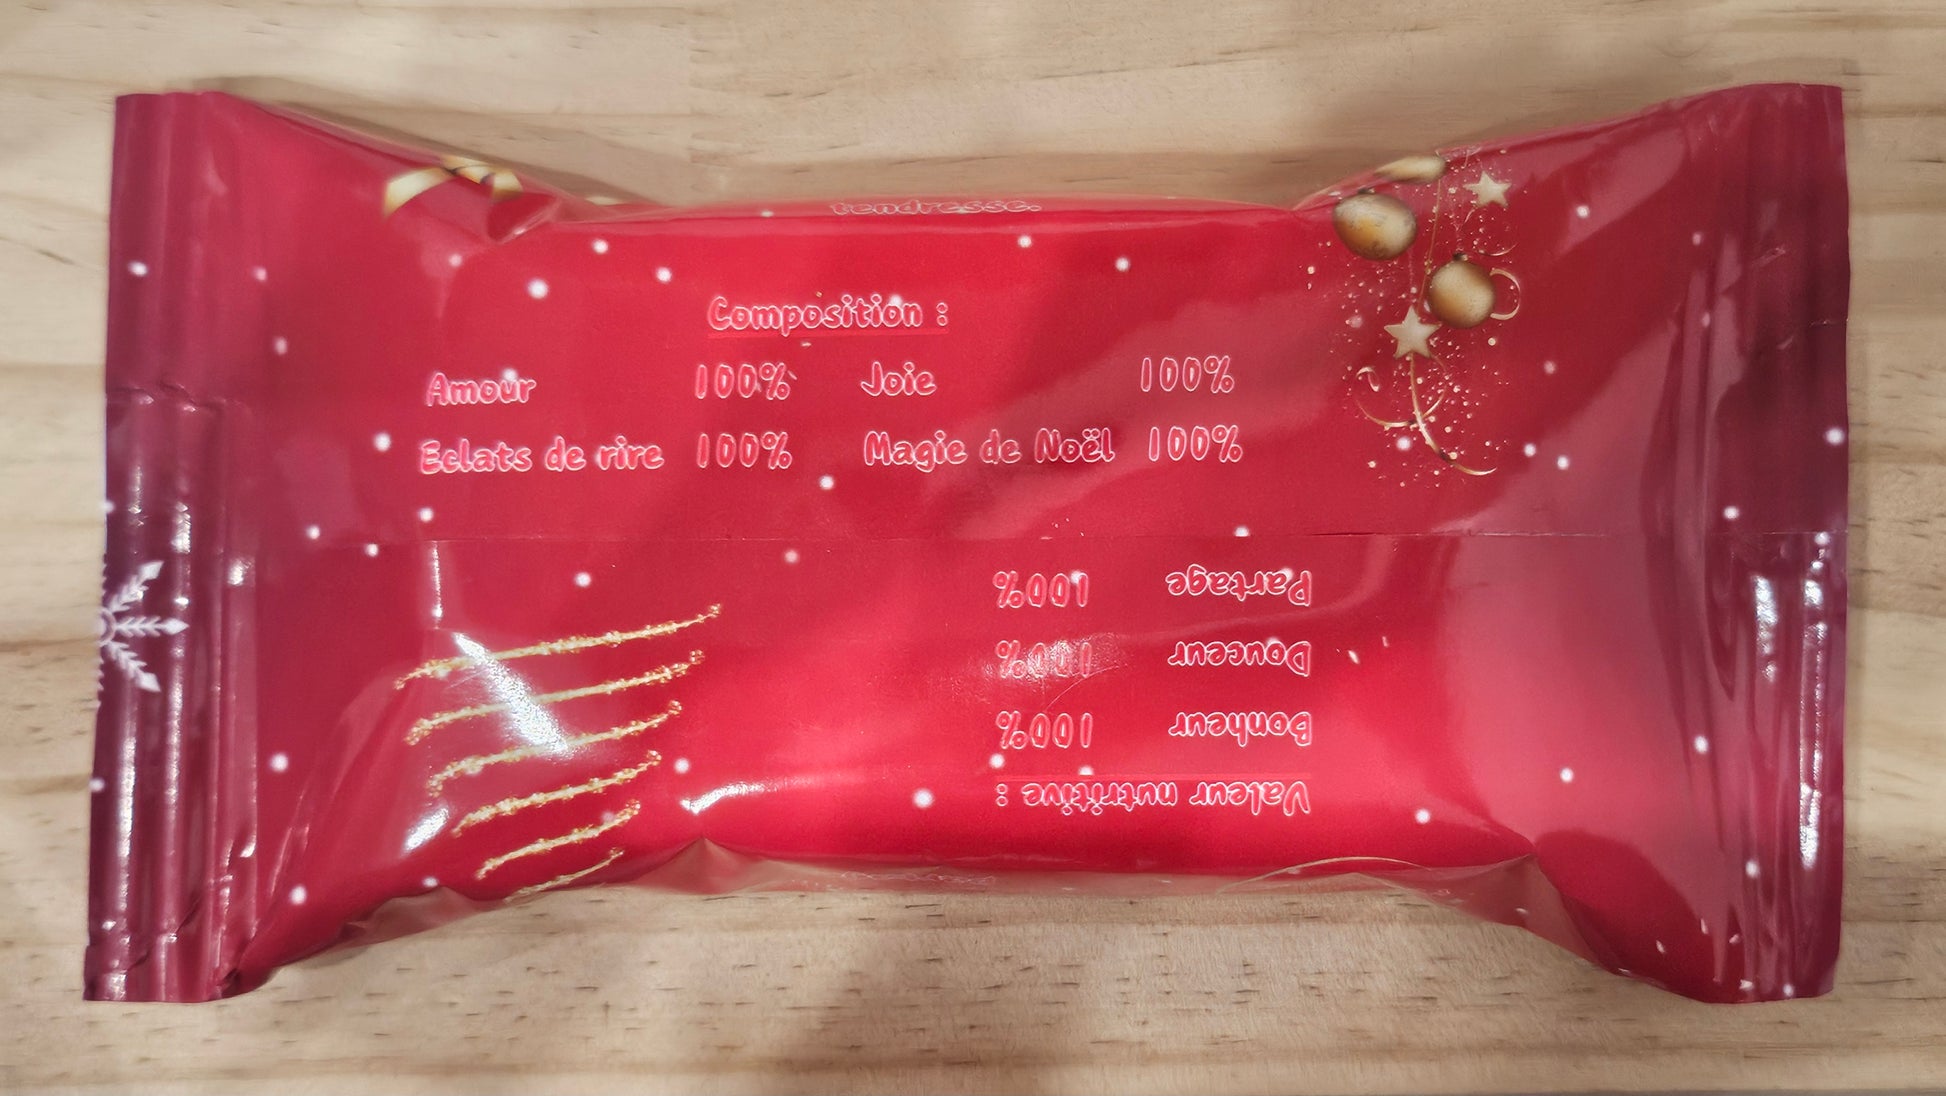 tendresse.
Composition :
Amour 100% Joie 100%
Eclats de rire 100% Magie de Noël 100%
Valeur nutritive :
Bonheur 100%
Douceur 100%
Partage 100%